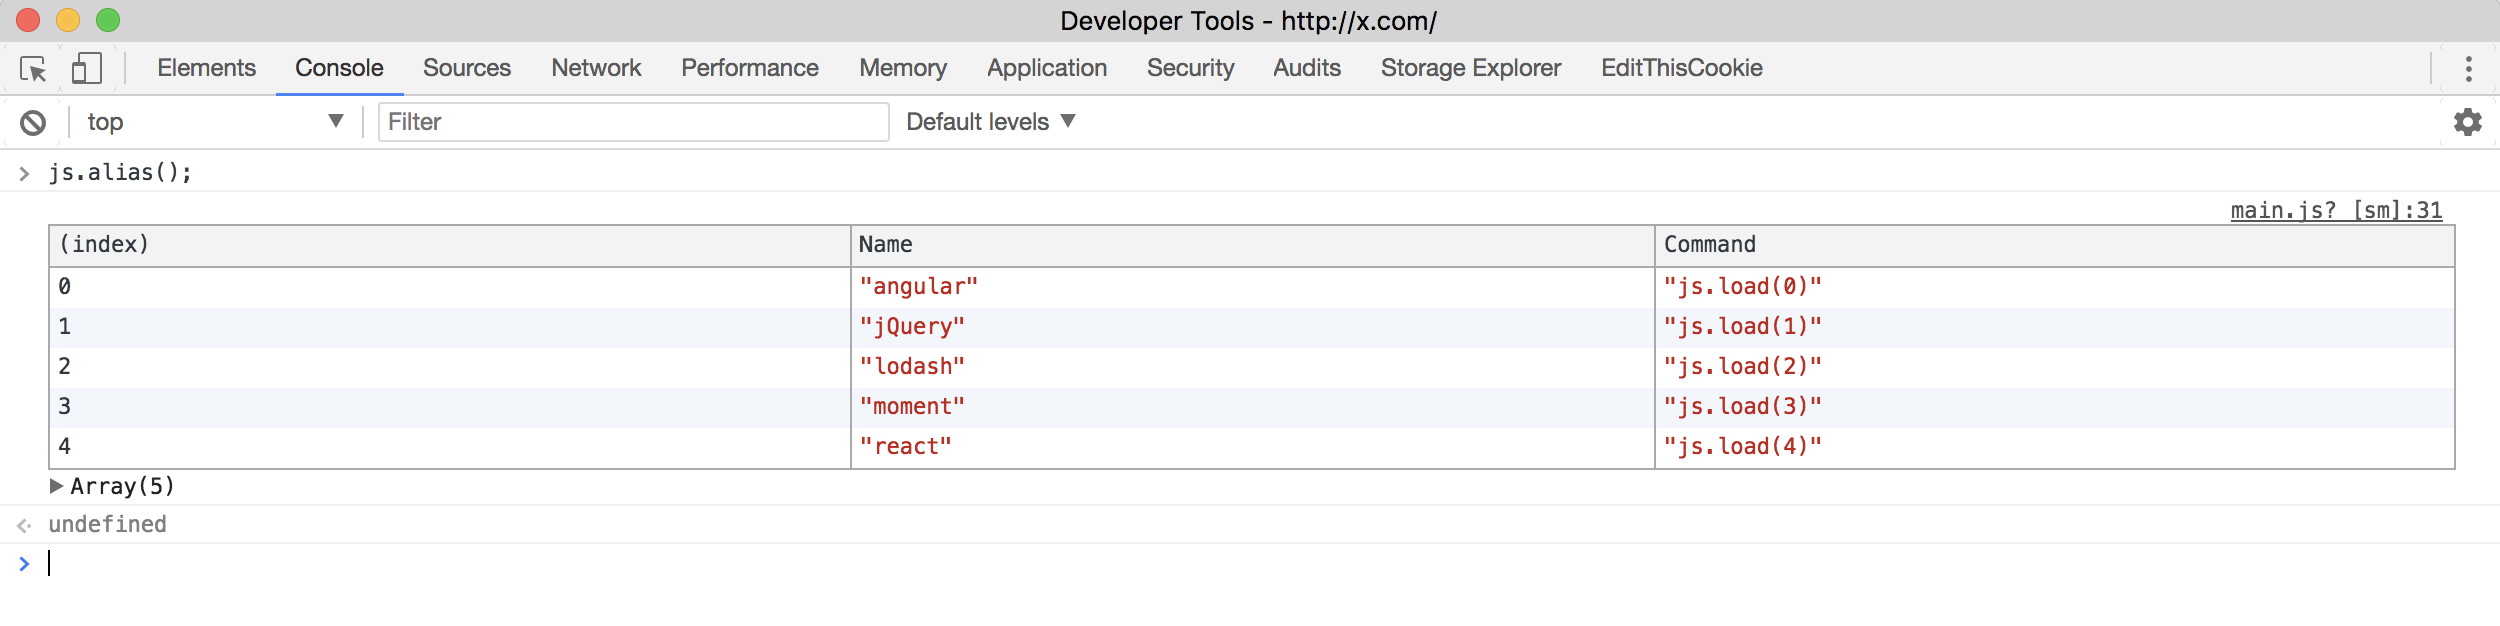 Developer Tools - http://x.com/
Elements Console Sources Network Performance Memory Application Security Audits Storage Explorer EditThisCookie
top Filter Default levels
js.alias();
main.js? [sm]:31
(index) Name Command
0 "angular" "js.load(0)"
1 "jQuery" "js.load(1)"
2 "lodash" "js.load(2)"
3 "moment" "js.load(3)"
4 "react" "js.load(4)"
Array(5)
undefined